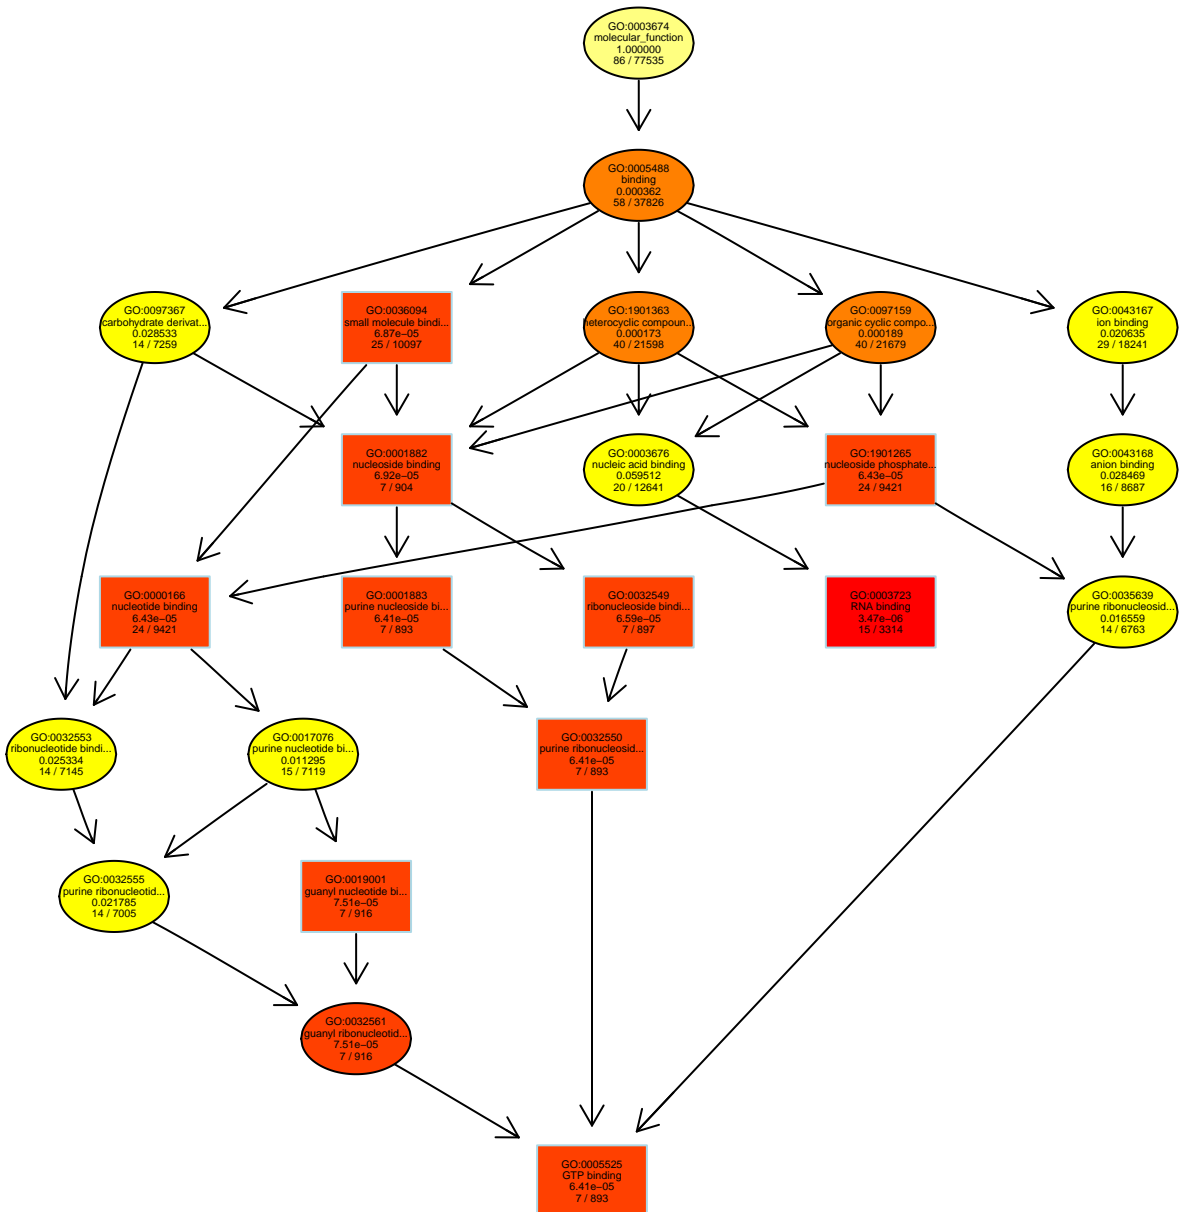 GO:0003674
molecular_function
1.000000
86 / 77535
GO:0005488
binding
0.000362
58 / 37826
GO:0097367
carbohydrate derivat...
0.028533
14 / 7259
GO:0036094
small molecule bindi...
6.87e−05
25 / 10097
GO:1901363
heterocyclic compoun...
0.000173
40 / 21598
GO:0097159
organic cyclic compo...
0.000189
40 / 21679
GO:0043167
ion binding
0.020635
29 / 18241
GO:0001882
nucleoside binding
6.92e−05
7 / 904
GO:0003676
nucleic acid binding
0.059512
20 / 12641
GO:1901265
nucleoside phosphate...
6.43e−05
24 / 9421
GO:0043168
anion binding
0.028469
16 / 8687
GO:0000166
nucleotide binding
6.43e−05
24 / 9421
GO:0001883
purine nucleoside bi...
6.41e−05
7 / 893
GO:0032549
ribonucleoside bindi...
6.59e−05
7 / 897
GO:0003723
RNA binding
3.47e−06
15 / 3314
GO:0035639
purine ribonucleosid...
0.016559
14 / 6763
GO:0032553
ribonucleotide bindi...
0.025334
14 / 7145
GO:0017076
purine nucleotide bi...
0.011295
15 / 7119
GO:0032550
purine ribonucleosid...
6.41e−05
7 / 893
GO:0032555
purine ribonucleotid...
0.021785
14 / 7005
GO:0019001
guanyl nucleotide bi...
7.51e−05
7 / 916
GO:0032561
guanyl ribonucleotid...
7.51e−05
7 / 916
GO:0005525
GTP binding
6.41e−05
7 / 893